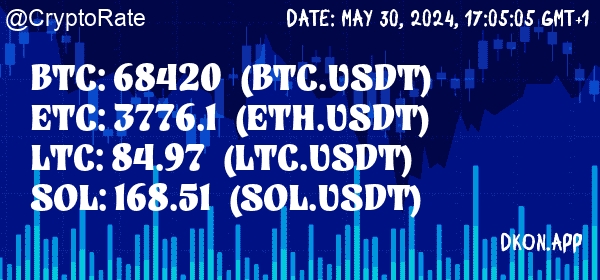 @CryptoRate
DATE: MAY 30, 2024, 17:05:05 GMT+1
BTC: 68420 (BTC.USDT)
ETC: 3776.1 (ETH.USDT)
LTC: 84.97 (LTC.USDT)
SOL: 168.51 (SOL.USDT)
DKON.APP